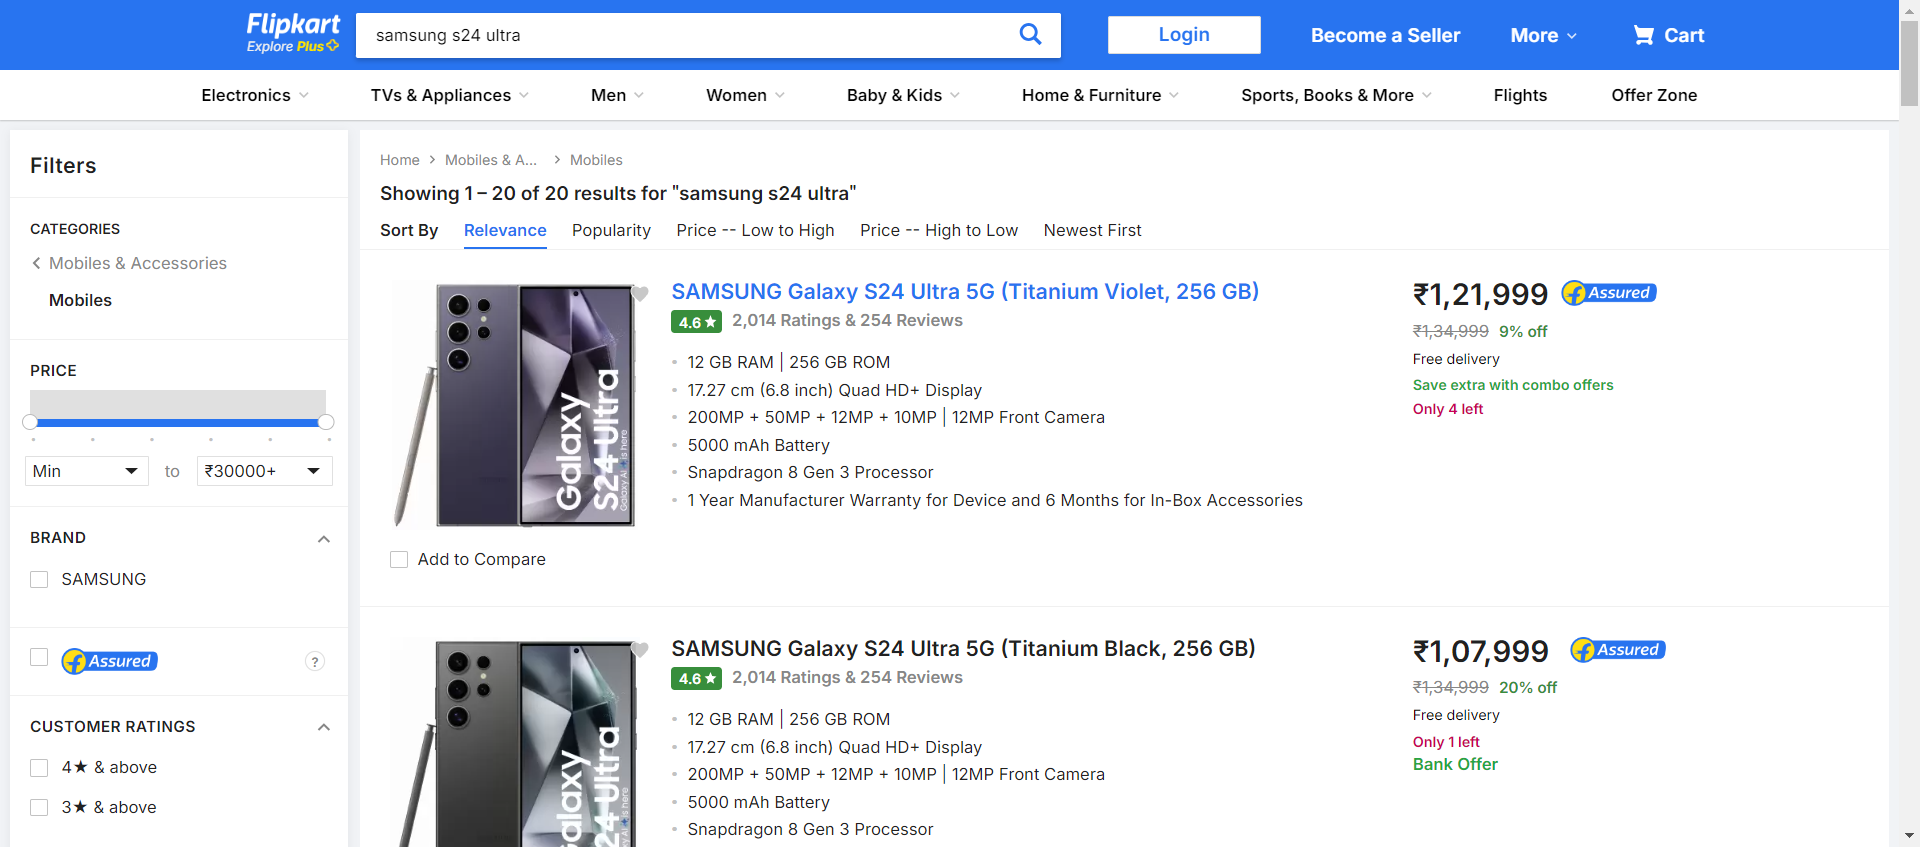 Flipkart
Explore Plus
samsung s24 ultra
Login
Become a Seller
More
Cart
Electronics
TVs & Appliances
Men
Women
Baby & Kids
Home & Furniture
Sports, Books & More
Flights
Offer Zone
Filters
CATEGORIES
Mobiles & Accessories
Mobiles
PRICE
Min
to
₹30000+
BRAND
SAMSUNG
Assured
?
CUSTOMER RATINGS
4★ & above
3★ & above
Home
Mobiles & A...
Mobiles
Showing 1 – 20 of 20 results for "samsung s24 ultra"
Sort By
Relevance
Popularity
Price -- Low to High
Price -- High to Low
Newest First
Galaxy
S24 Ultra
Galaxy AI is here
Add to Compare
SAMSUNG Galaxy S24 Ultra 5G (Titanium Violet, 256 GB)
4.6★ 2,014 Ratings & 254 Reviews
12 GB RAM | 256 GB ROM
17.27 cm (6.8 inch) Quad HD+ Display
200MP + 50MP + 12MP + 10MP | 12MP Front Camera
5000 mAh Battery
Snapdragon 8 Gen 3 Processor
1 Year Manufacturer Warranty for Device and 6 Months for In-Box Accessories
₹1,21,999
Assured
₹1,34,999 9% off
Free delivery
Save extra with combo offers
Only 4 left
Galaxy
S24 Ultra
AI is here
SAMSUNG Galaxy S24 Ultra 5G (Titanium Black, 256 GB)
4.6★ 2,014 Ratings & 254 Reviews
12 GB RAM | 256 GB ROM
17.27 cm (6.8 inch) Quad HD+ Display
200MP + 50MP + 12MP + 10MP | 12MP Front Camera
5000 mAh Battery
Snapdragon 8 Gen 3 Processor
₹1,07,999
Assured
₹1,34,999 20% off
Free delivery
Only 1 left
Bank Offer